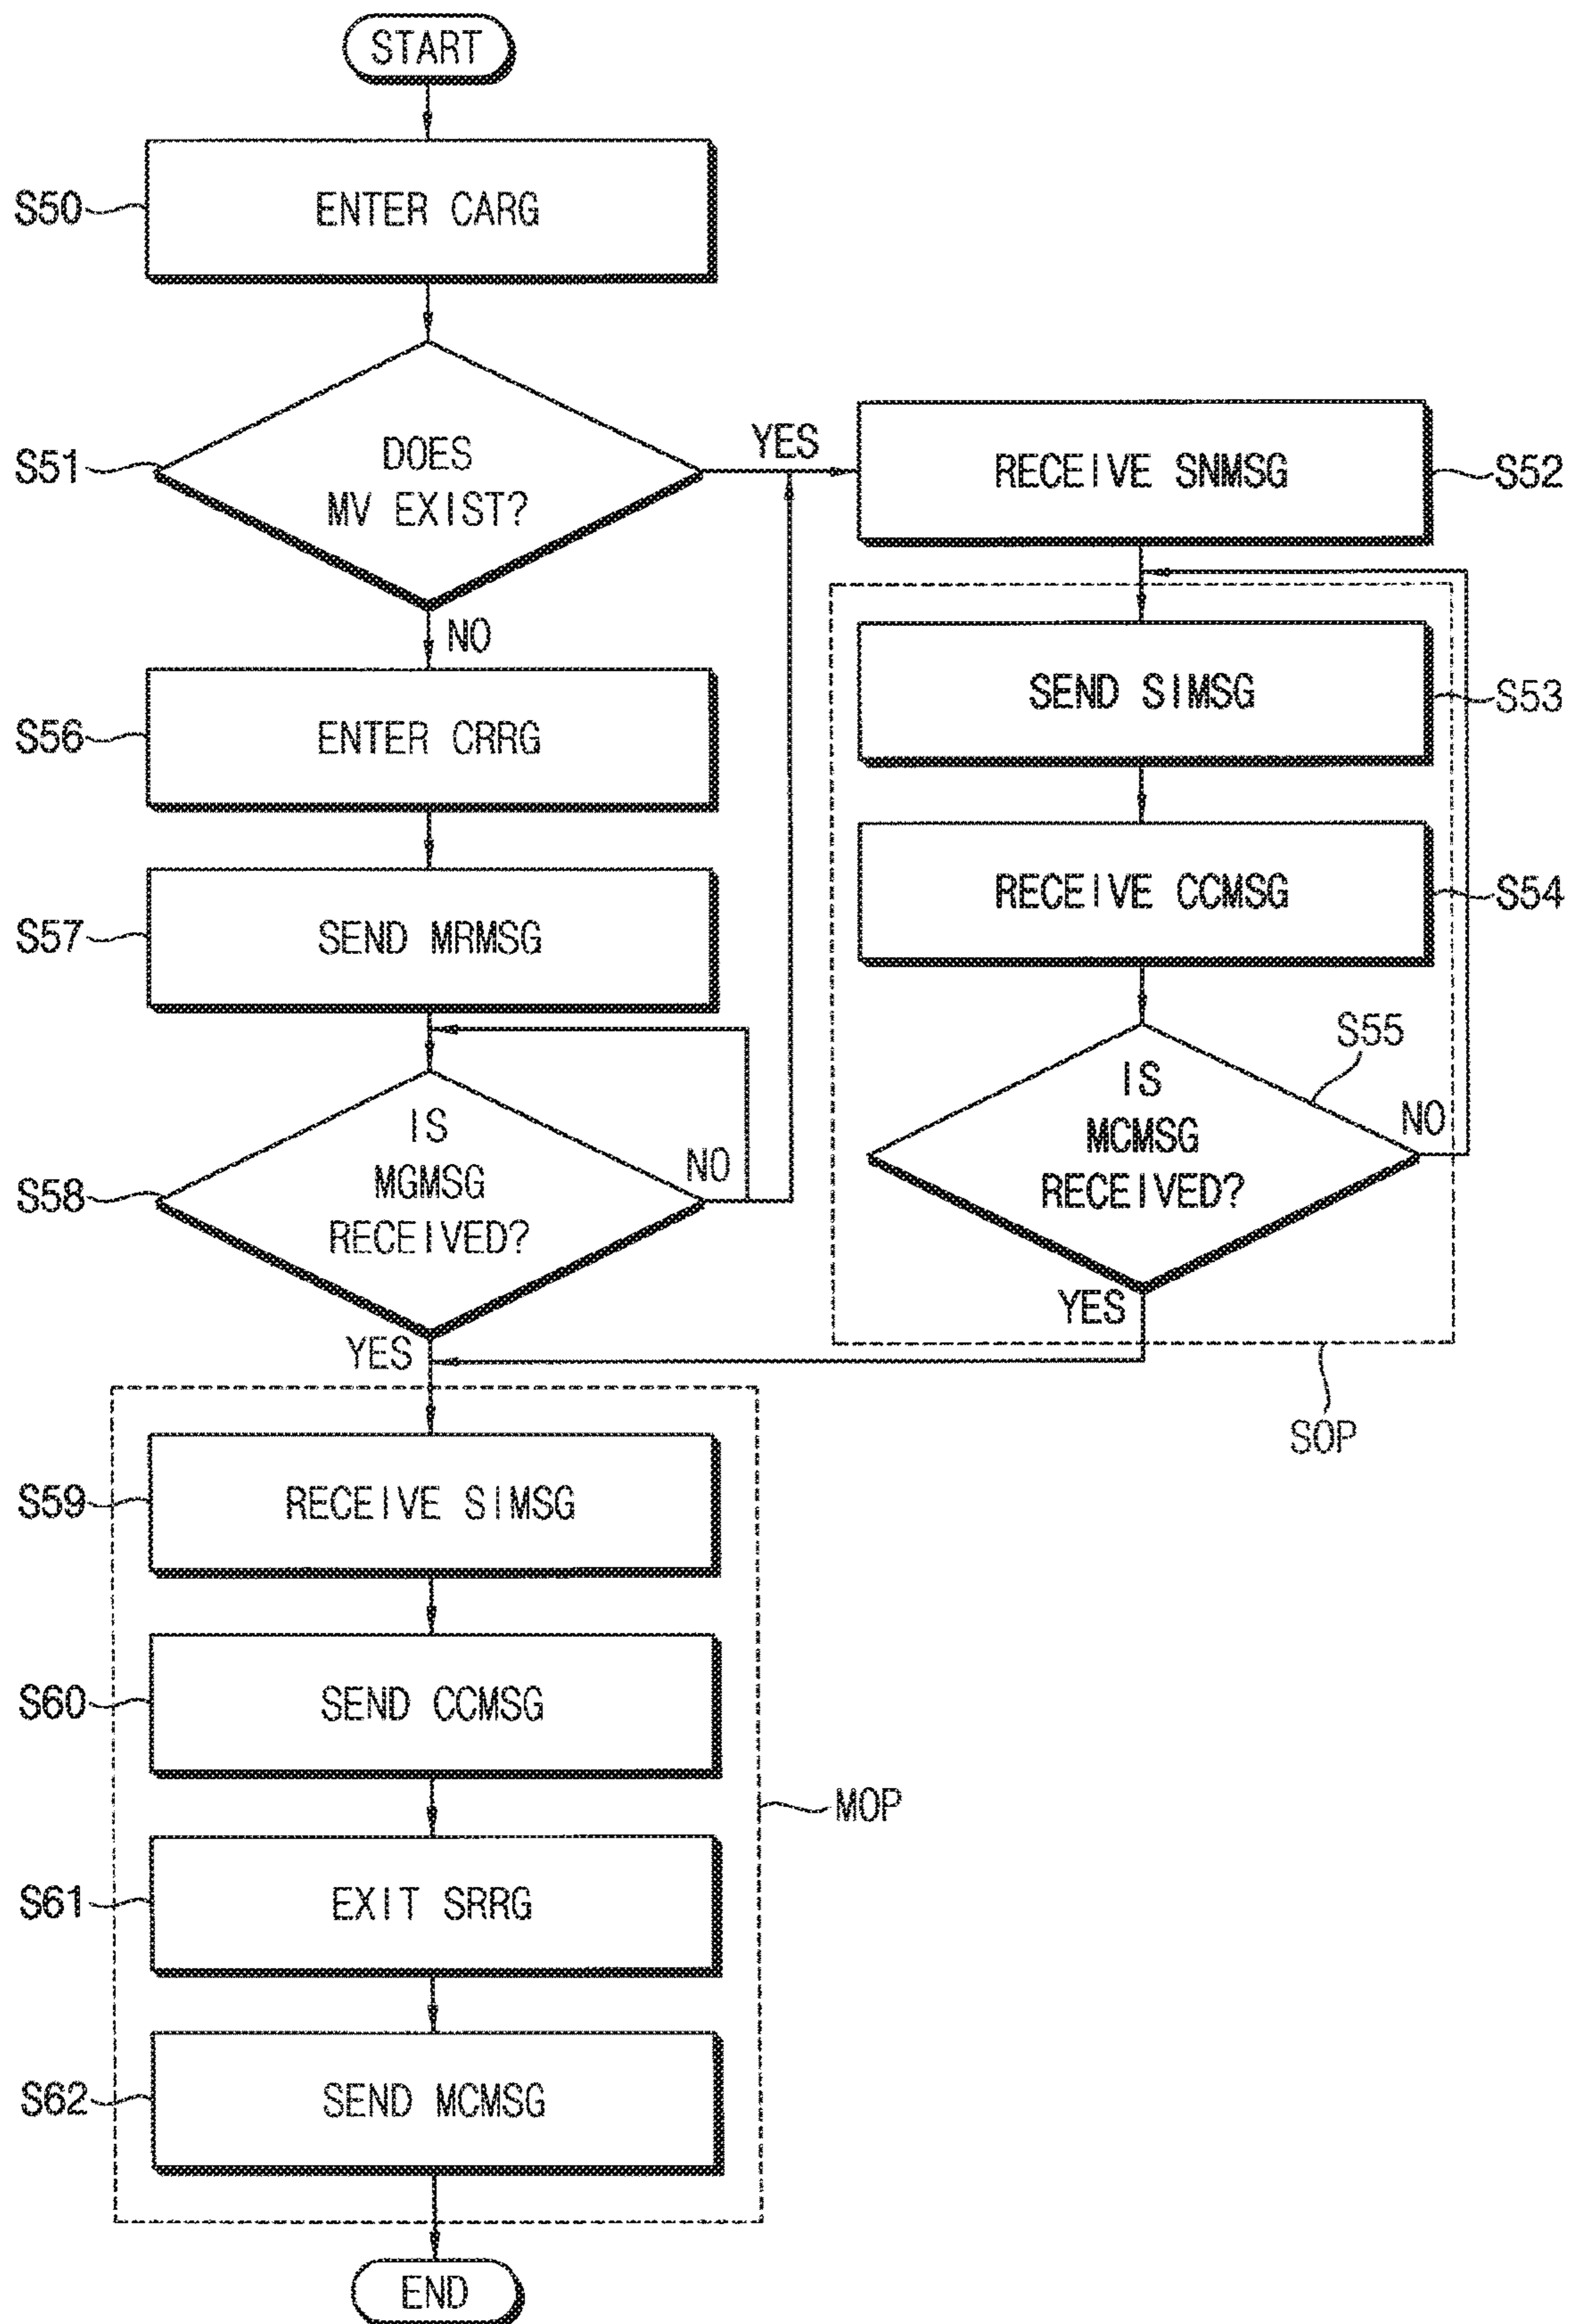 START
S50
ENTER CARG
S51
DOES
MV EXIST?
YES
RECEIVE SNMSG
S52
NO
SEND SIMSG
S53
S56
ENTER CRRG
RECEIVE CCMSG
S54
S57
SEND MRMSG
S55
IS
MCMSG
RECEIVED?
NO
YES
S58
IS
MGMSG
RECEIVED?
NO
YES
SOP
S59
RECEIVE SIMSG
S60
SEND CCMSG
MOP
S61
EXIT SRRG
S62
SEND MCMSG
END